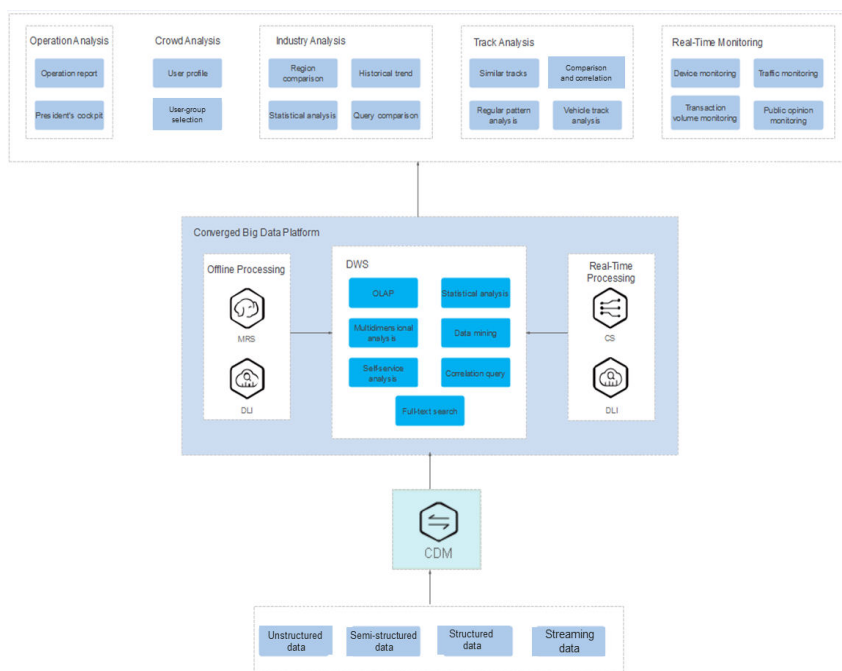 Operation Analysis
Crowd Analysis
Industry Analysis
Track Analysis
Real-Time Monitoring
Operation report
User profile
Region
comparison
Historical trend
Similar tracks
Comparison
and correlation
Device monitoring
Traffic monitoring
President's cockpit
User-group
selection
Statistical analysis
Query comparison
Regular pattern
analysis
Vehicle track
analysis
Transaction
volume monitoring
Public opinion
monitoring
Converged Big Data Platform
Offline Processing
MRS
DLI
DWS
OLAP
Statistical analysis
Multidimensional
analysis
Data mining
Self-service
analysis
Correlation query
Full-text search
Real-Time
Processing
CS
DLI
CDM
Unstructured
data
Semi-structured
data
Structured
data
Streaming
data